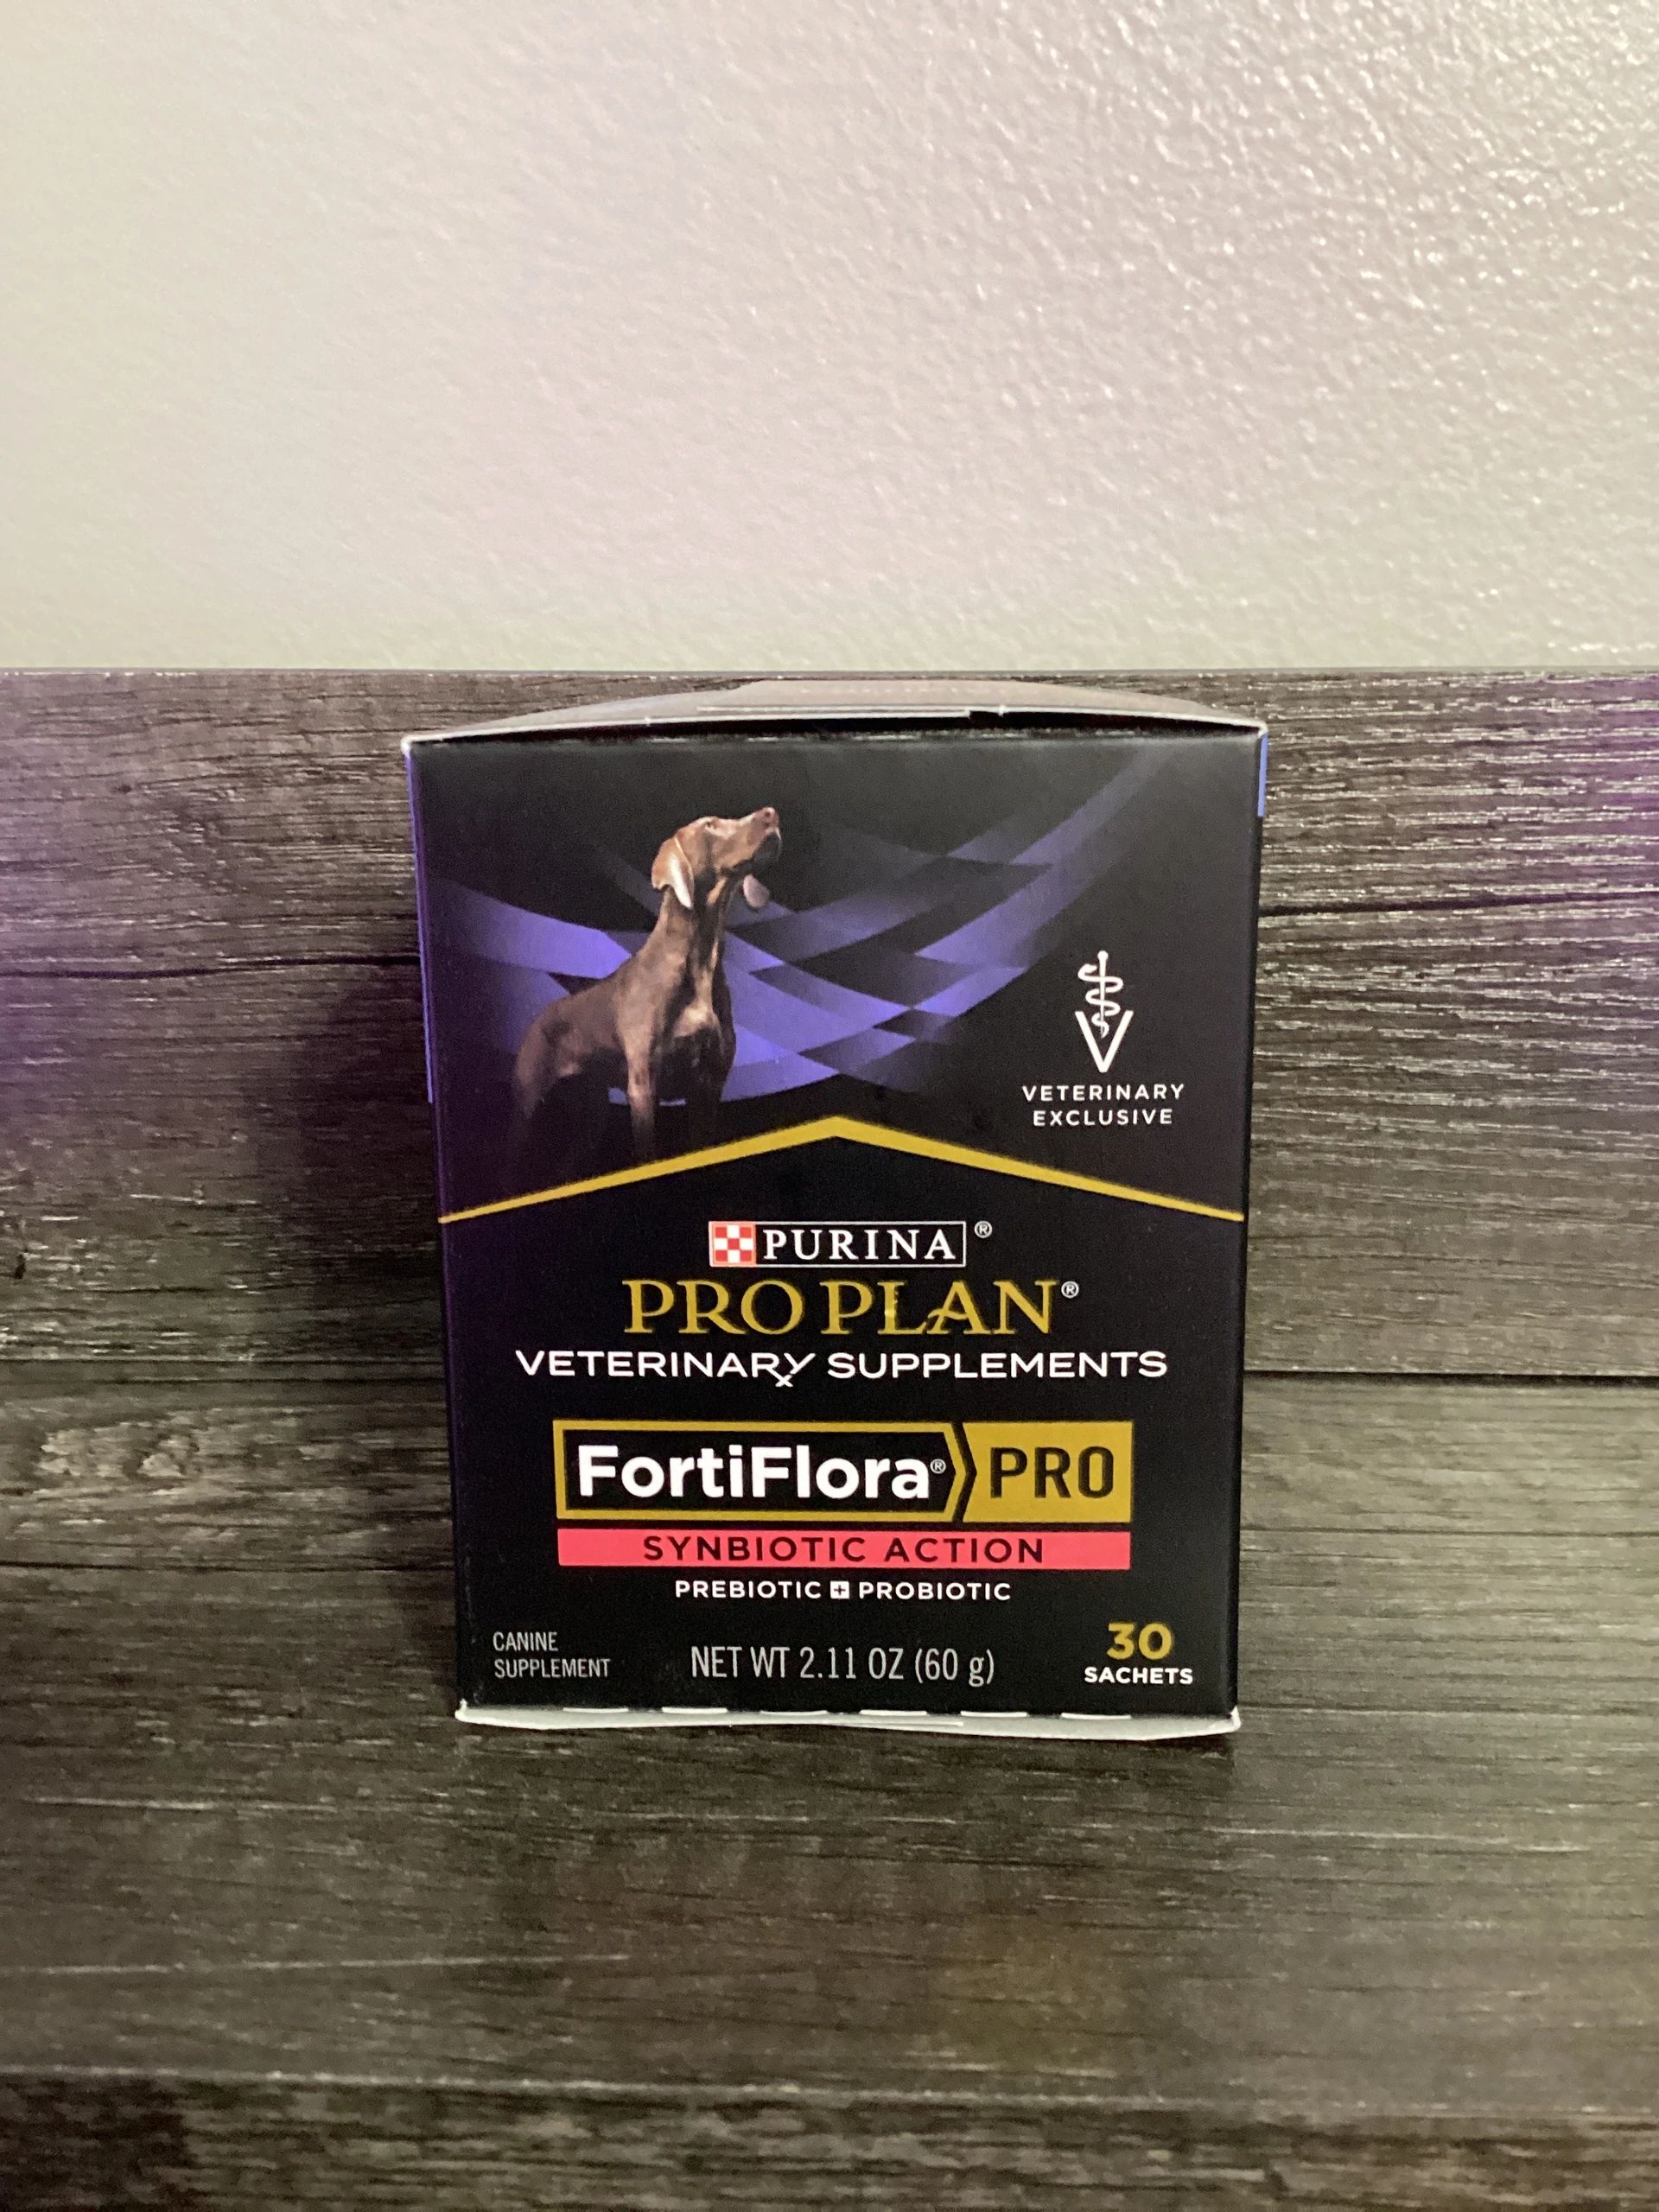 VETERINARY
EXCLUSIVE
PURINA®
PRO PLAN®
VETERINARY SUPPLEMENTS
FortiFlora® PRO
SYNBIOTIC ACTION
PREBIOTIC + PROBIOTIC
CANINE
SUPPLEMENT
NET WT 2.11 OZ (60 g)
30
SACHETS